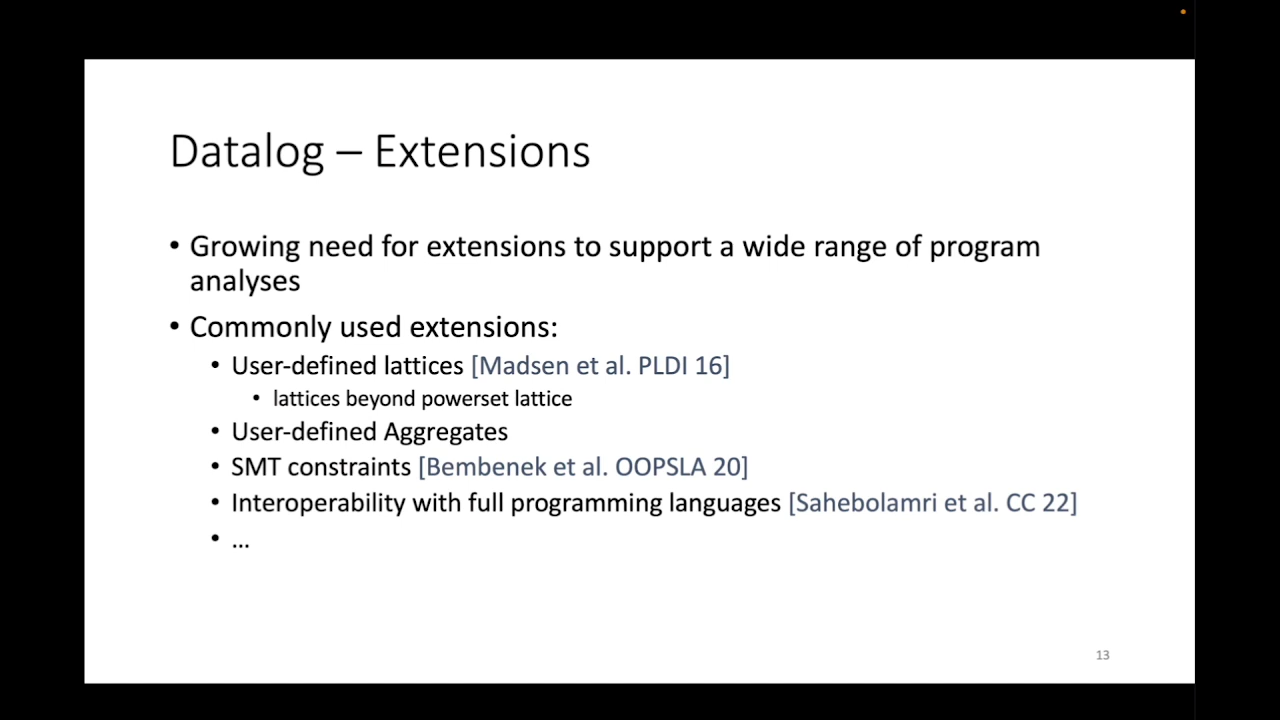 Datalog – Extensions
• Growing need for extensions to support a wide range of program
analyses
• Commonly used extensions:
• User-defined lattices [Madsen et al. PLDI 16]
• lattices beyond powerset lattice
• User-defined Aggregates
• SMT constraints [Bembenek et al. OOPSLA 20]
• Interoperability with full programming languages [Sahebolamri et al. CC 22]
• ...
13